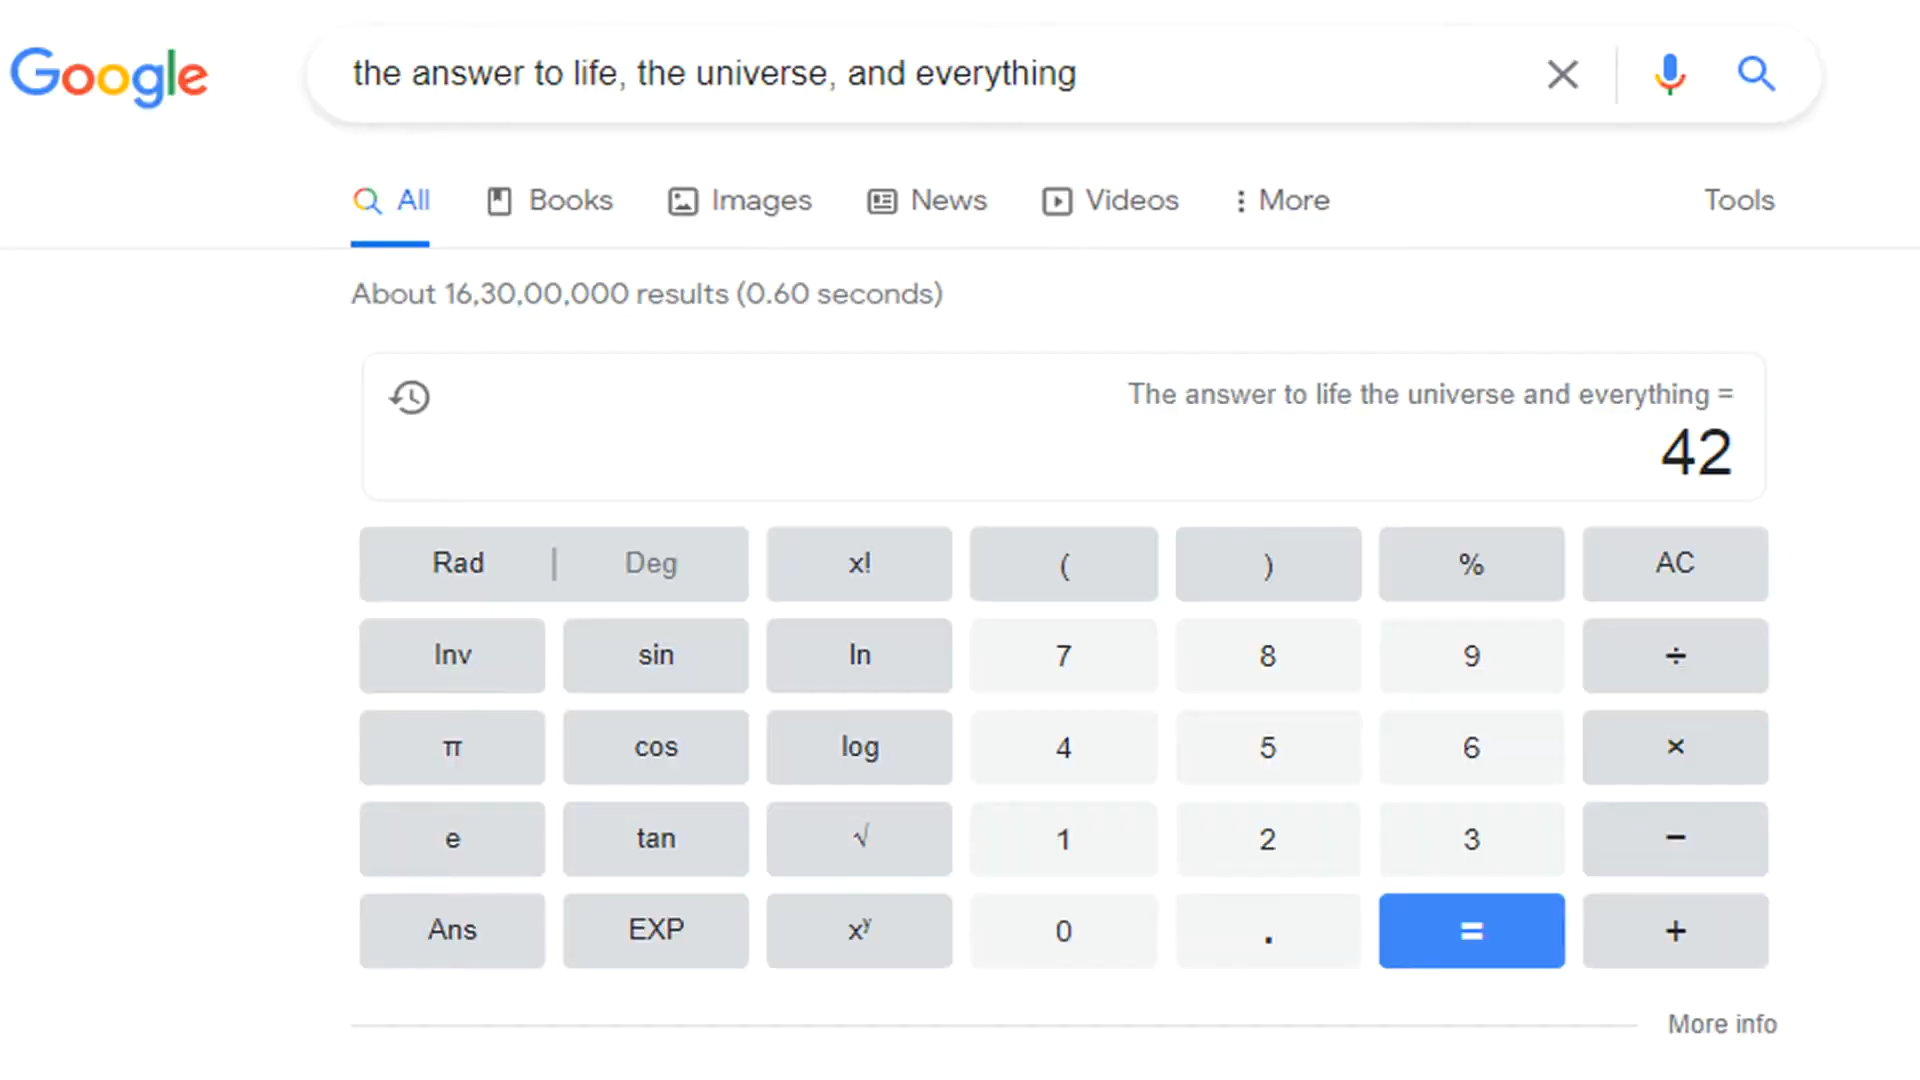 Google
the answer to life, the universe, and everything
All Books Images News Videos More Tools
About 16,30,00,000 results (0.60 seconds)
The answer to life the universe and everything =
42
Rad | Deg x! ( ) % AC
Inv sin ln 7 8 9 ÷
π cos log 4 5 6 ×
e tan √ 1 2 3 −
Ans EXP xʸ 0 . = +
More info